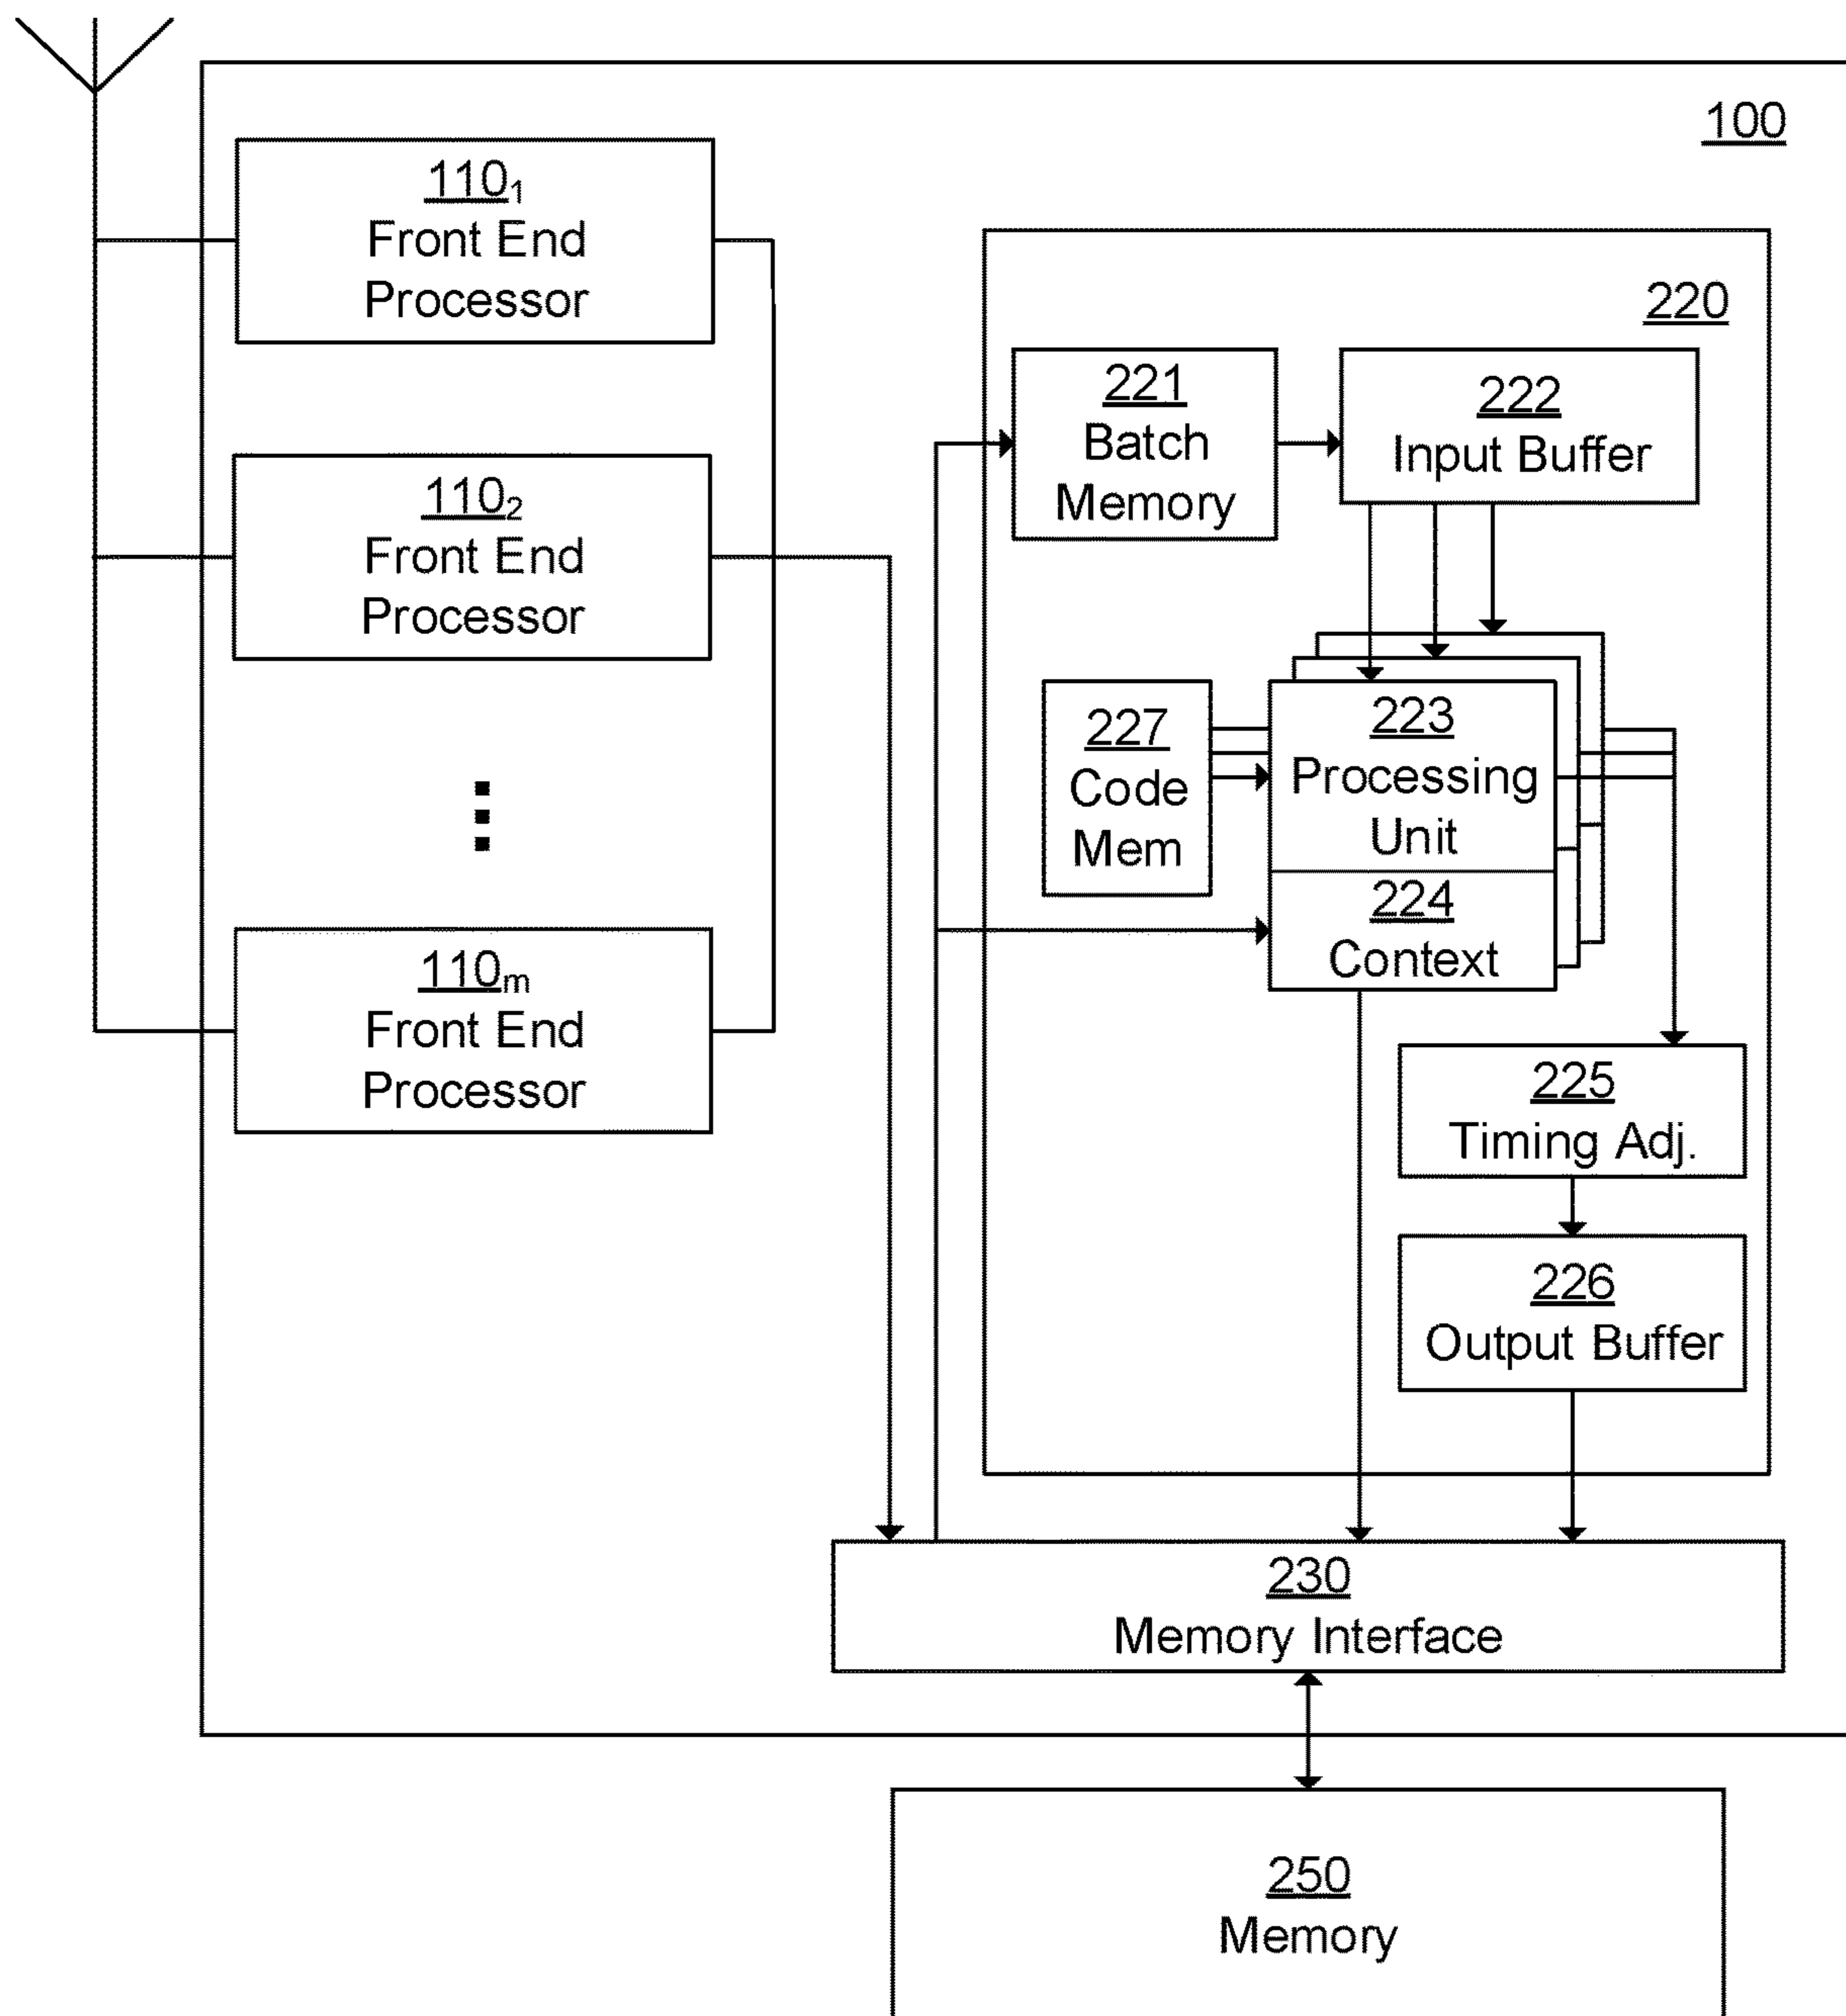 100
110₁
Front End
Processor
110₂
Front End
Processor
110ₘ
Front End
Processor
220
221
Batch
Memory
222
Input Buffer
227
Code
Mem
223
Processing
Unit
224
Context
225
Timing Adj.
226
Output Buffer
230
Memory Interface
250
Memory